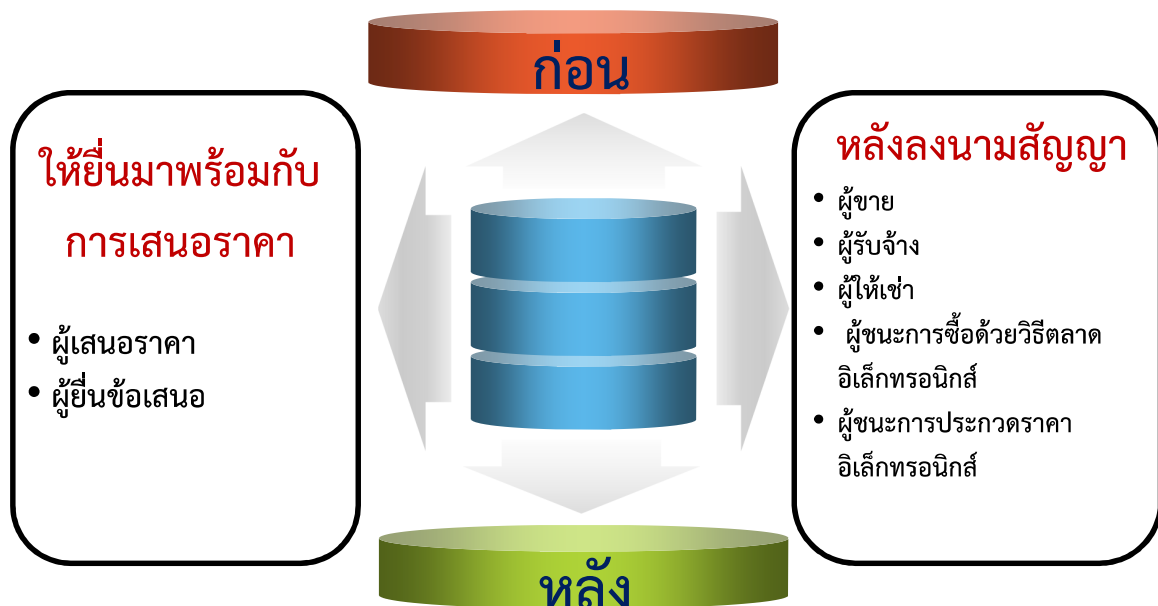 ก่อน
ให้ยื่นมาพร้อมกับ
การเสนอราคา
• ผู้เสนอราคา
• ผู้ยื่นข้อเสนอ
หลังลงนามสัญญา
• ผู้ขาย
• ผู้รับจ้าง
• ผู้ให้เช่า
• ผู้ชนะการซื้อด้วยวิธีตลาด
อิเล็กทรอนิกส์
• ผู้ชนะการประกวดราคา
อิเล็กทรอนิกส์
หลัง